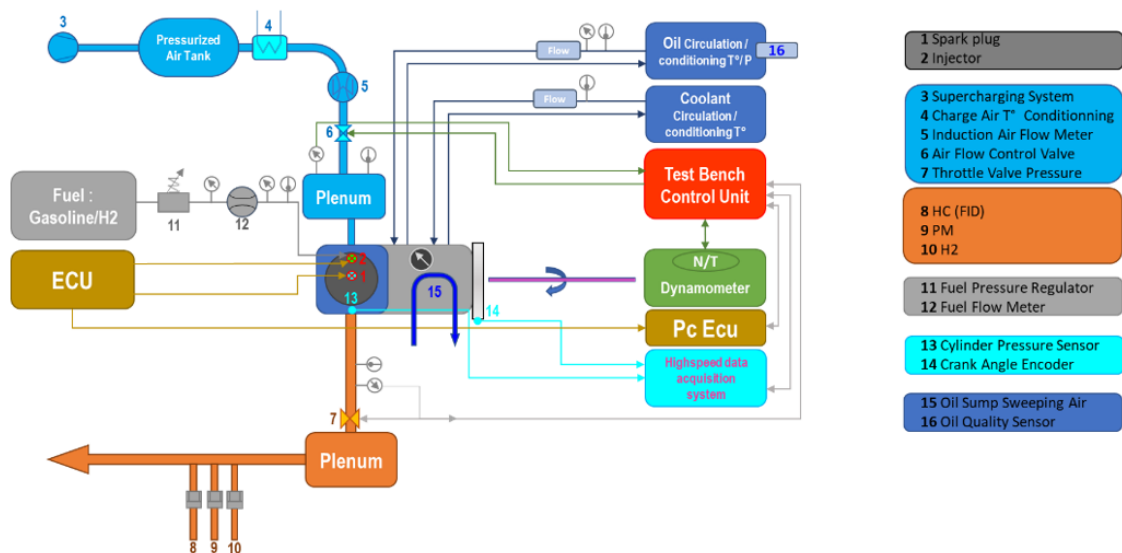 3
Pressurized
Air Tank
4
5
6
Flow
Oil Circulation /
conditioning T°/P
16
Flow
Coolant
Circulation /
conditioning T°
Fuel :
Gasoline/H2
11
12
Plenum
Test Bench
Control Unit
ECU
2
1
13
15
14
N/T
Dynamometer
Pc Ecu
Highspeed data
acquisition
system
7
Plenum
8
9
10
1 Spark plug
2 Injector
3 Supercharging System
4 Charge Air T° Conditionning
5 Induction Air Flow Meter
6 Air Flow Control Valve
7 Throttle Valve Pressure
8 HC (FID)
9 PM
10 H2
11 Fuel Pressure Regulator
12 Fuel Flow Meter
13 Cylinder Pressure Sensor
14 Crank Angle Encoder
15 Oil Sump Sweeping Air
16 Oil Quality Sensor